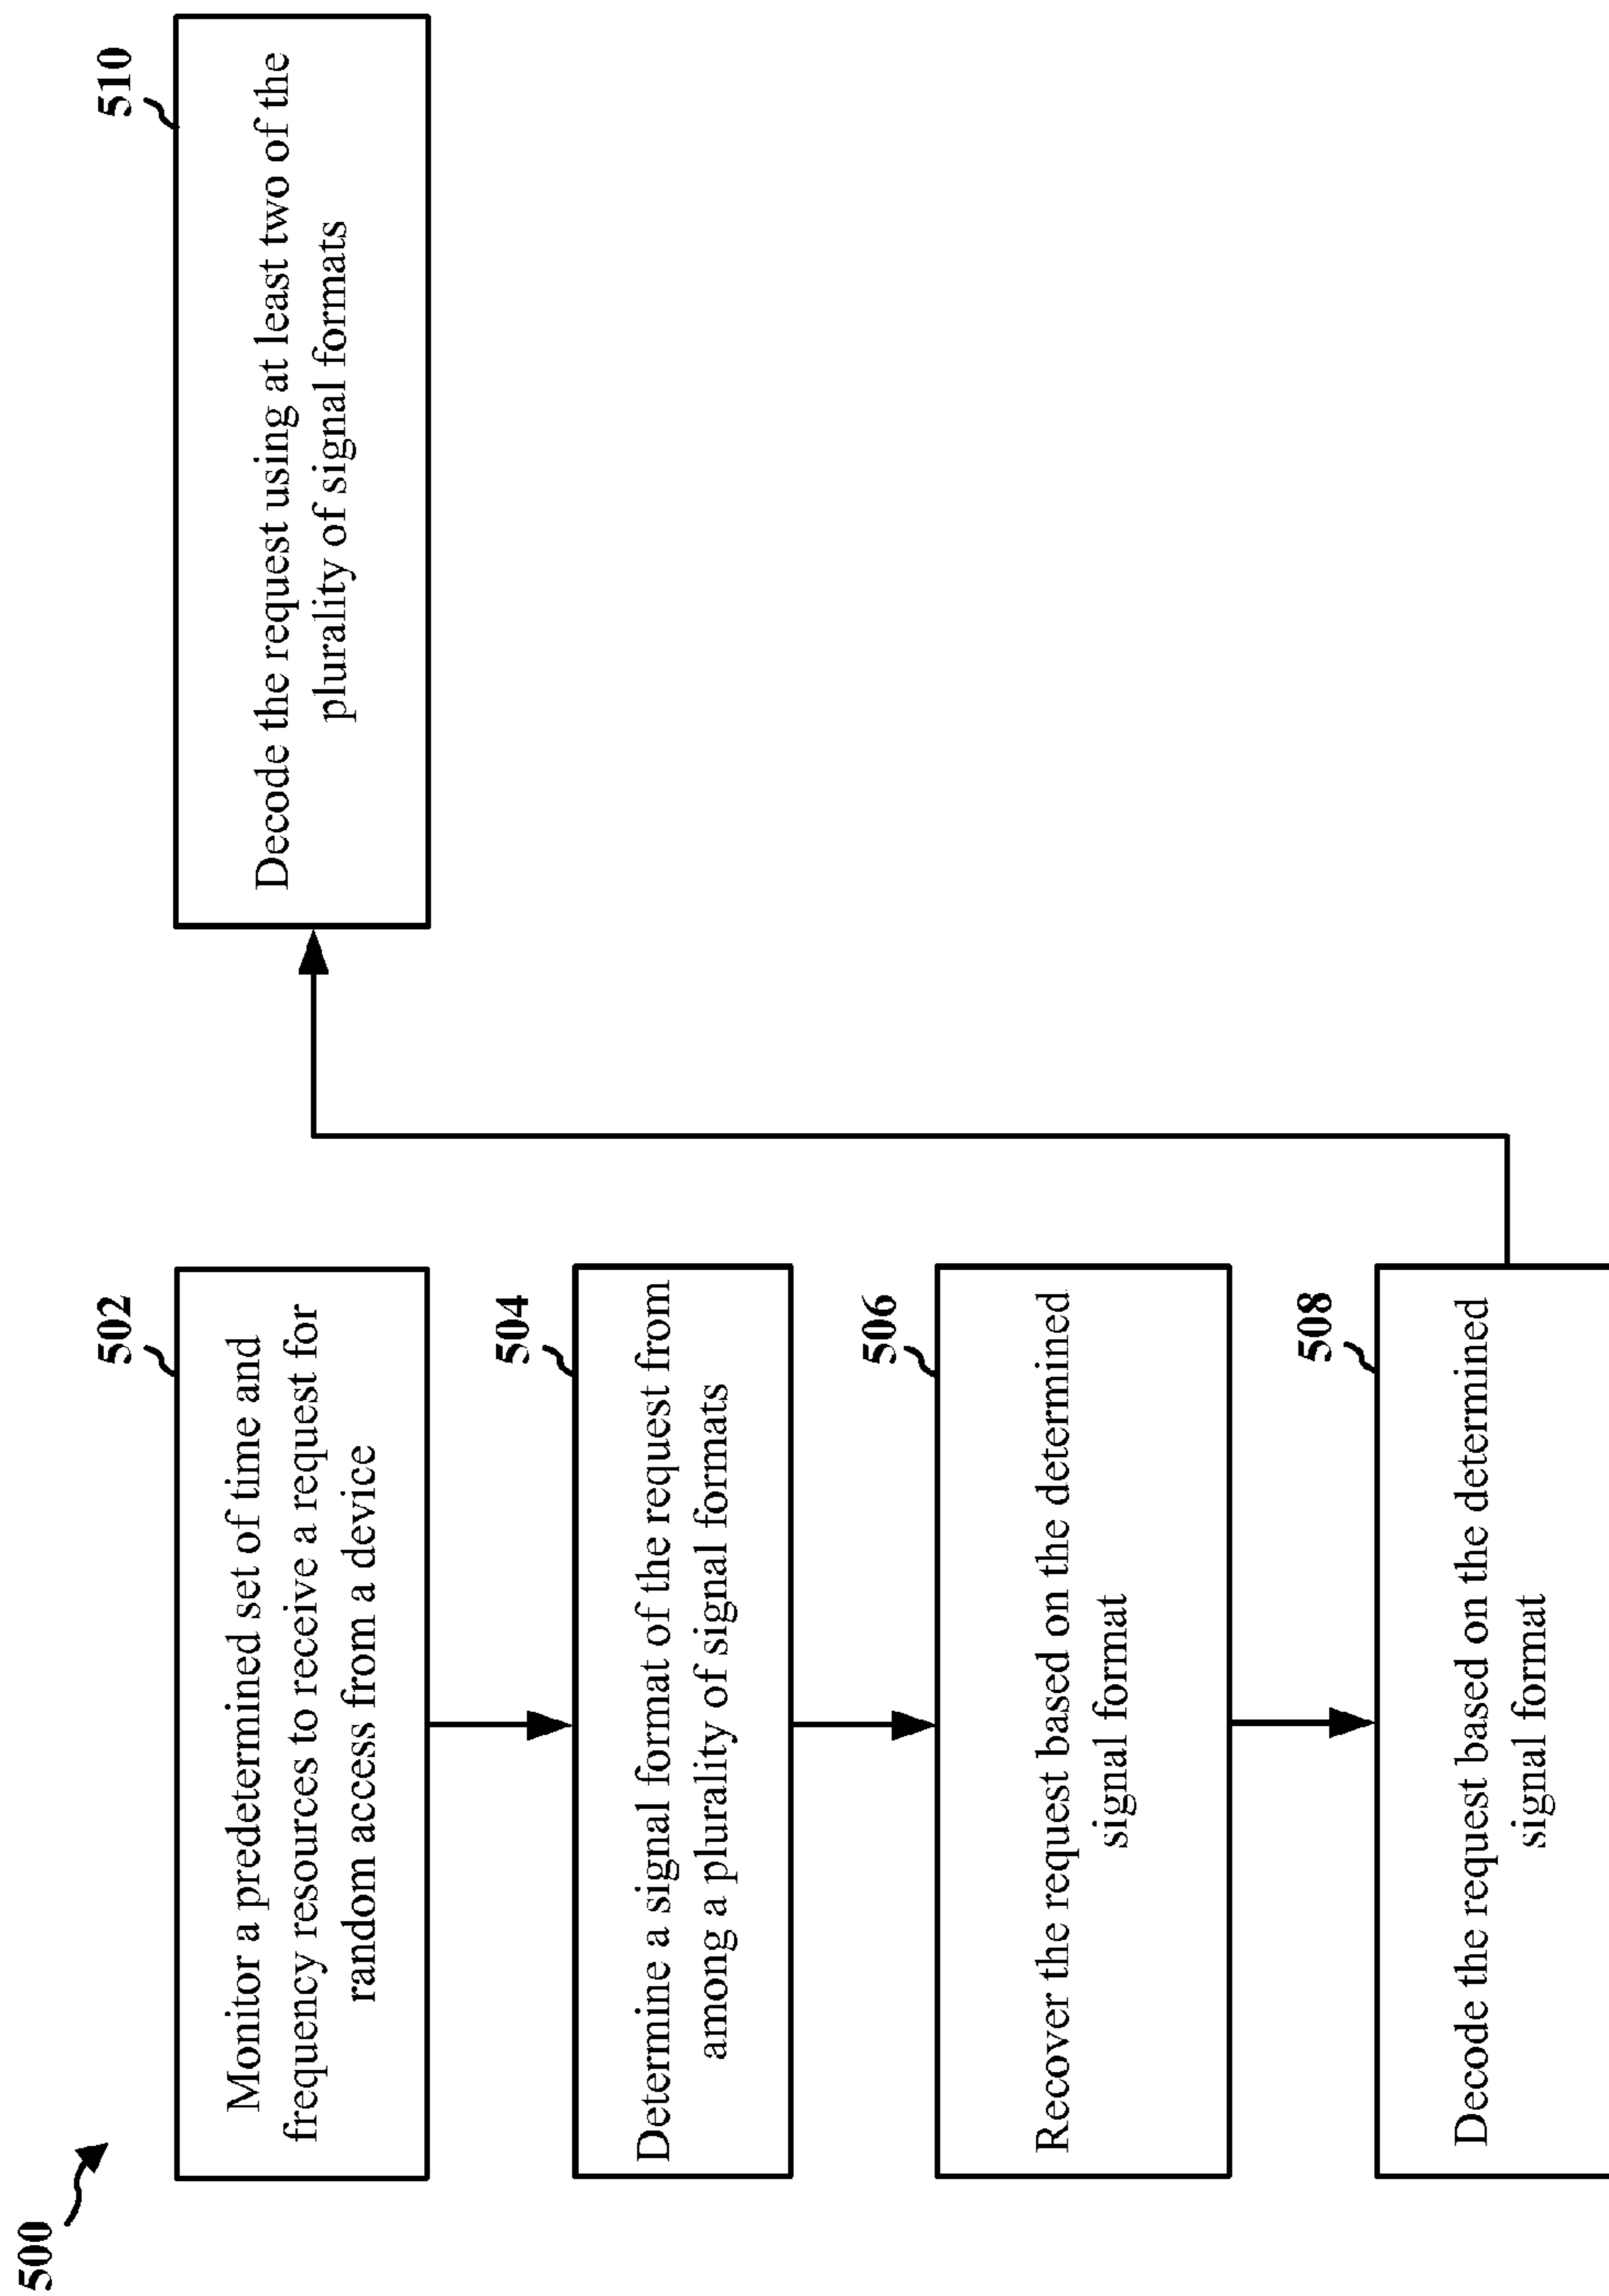 500
502
Monitor a predetermined set of time and
frequency resources to receive a request for
random access from a device
504
Determine a signal format of the request from
among a plurality of signal formats
506
Recover the request based on the determined
signal format
508
Decode the request based on the determined
signal format
510
Decode the request using at least two of the
plurality of signal formats